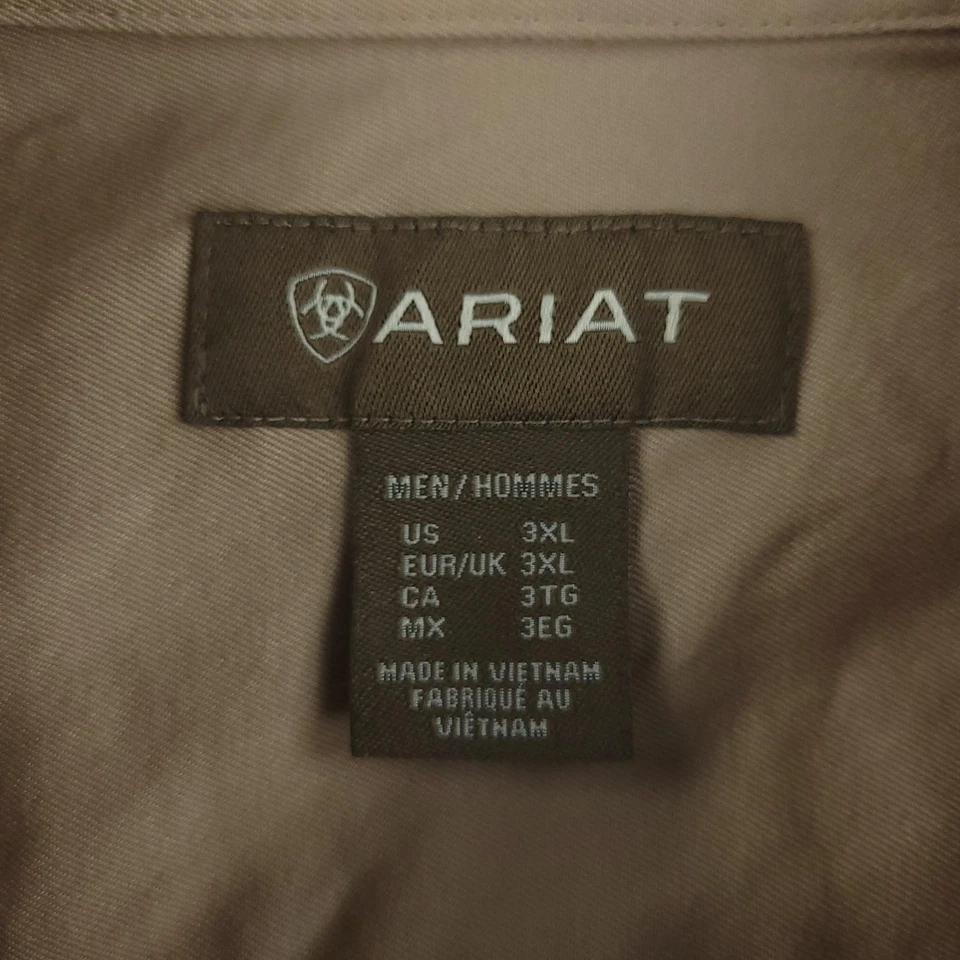 ARIAT
MEN/HOMMES
US 3XL
EUR/UK 3XL
CA 3TG
MX 3EG
MADE IN VIETNAM
FABRIQUÉ AU
VIÊTNAM